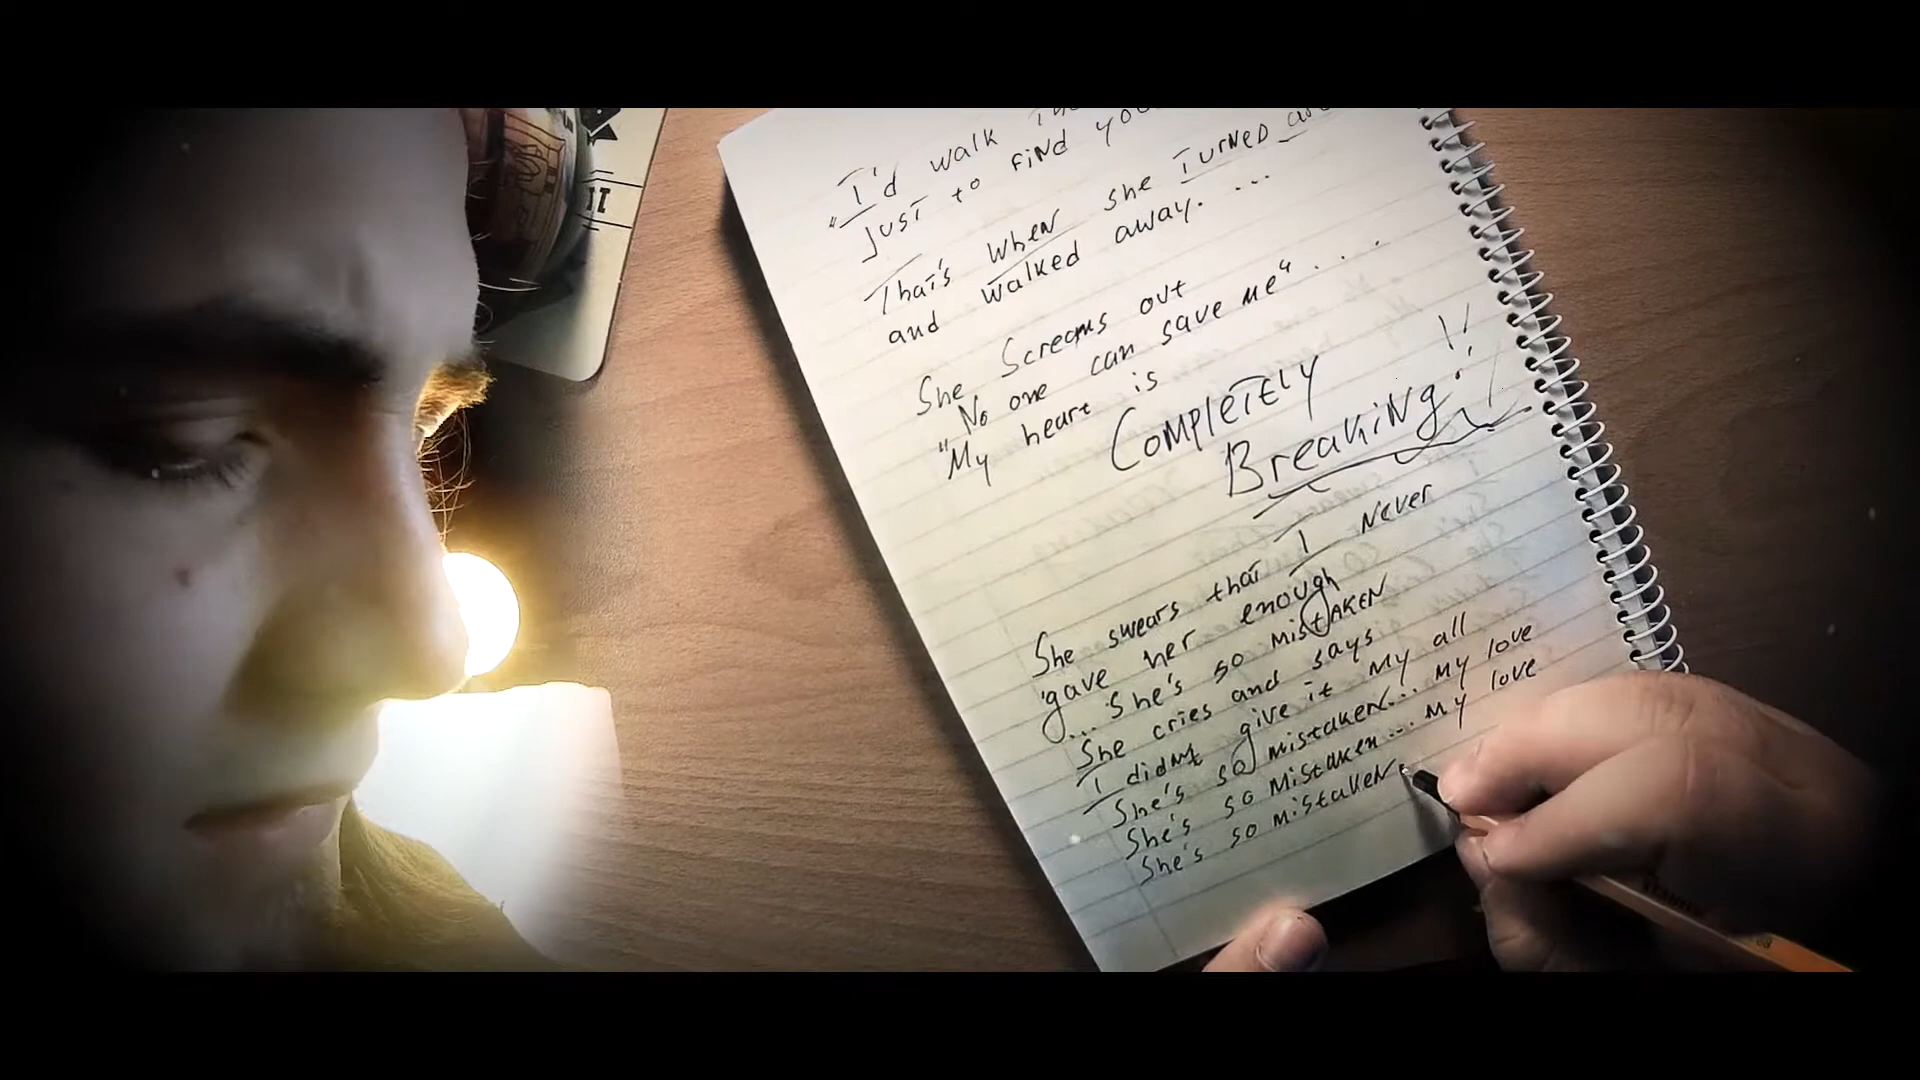 "I'd walk
Just to find you
That's when she turned
and walked away. ...
She screams out
"No one can save me" ...
"My heart is
Completely
Breaking!!
She swears that I never
gave her enough
... She's so mistaken
She cries and says
I didnt give it my all
She's so mistaken... my love
She's so mistaken... my love
She's so mistaken